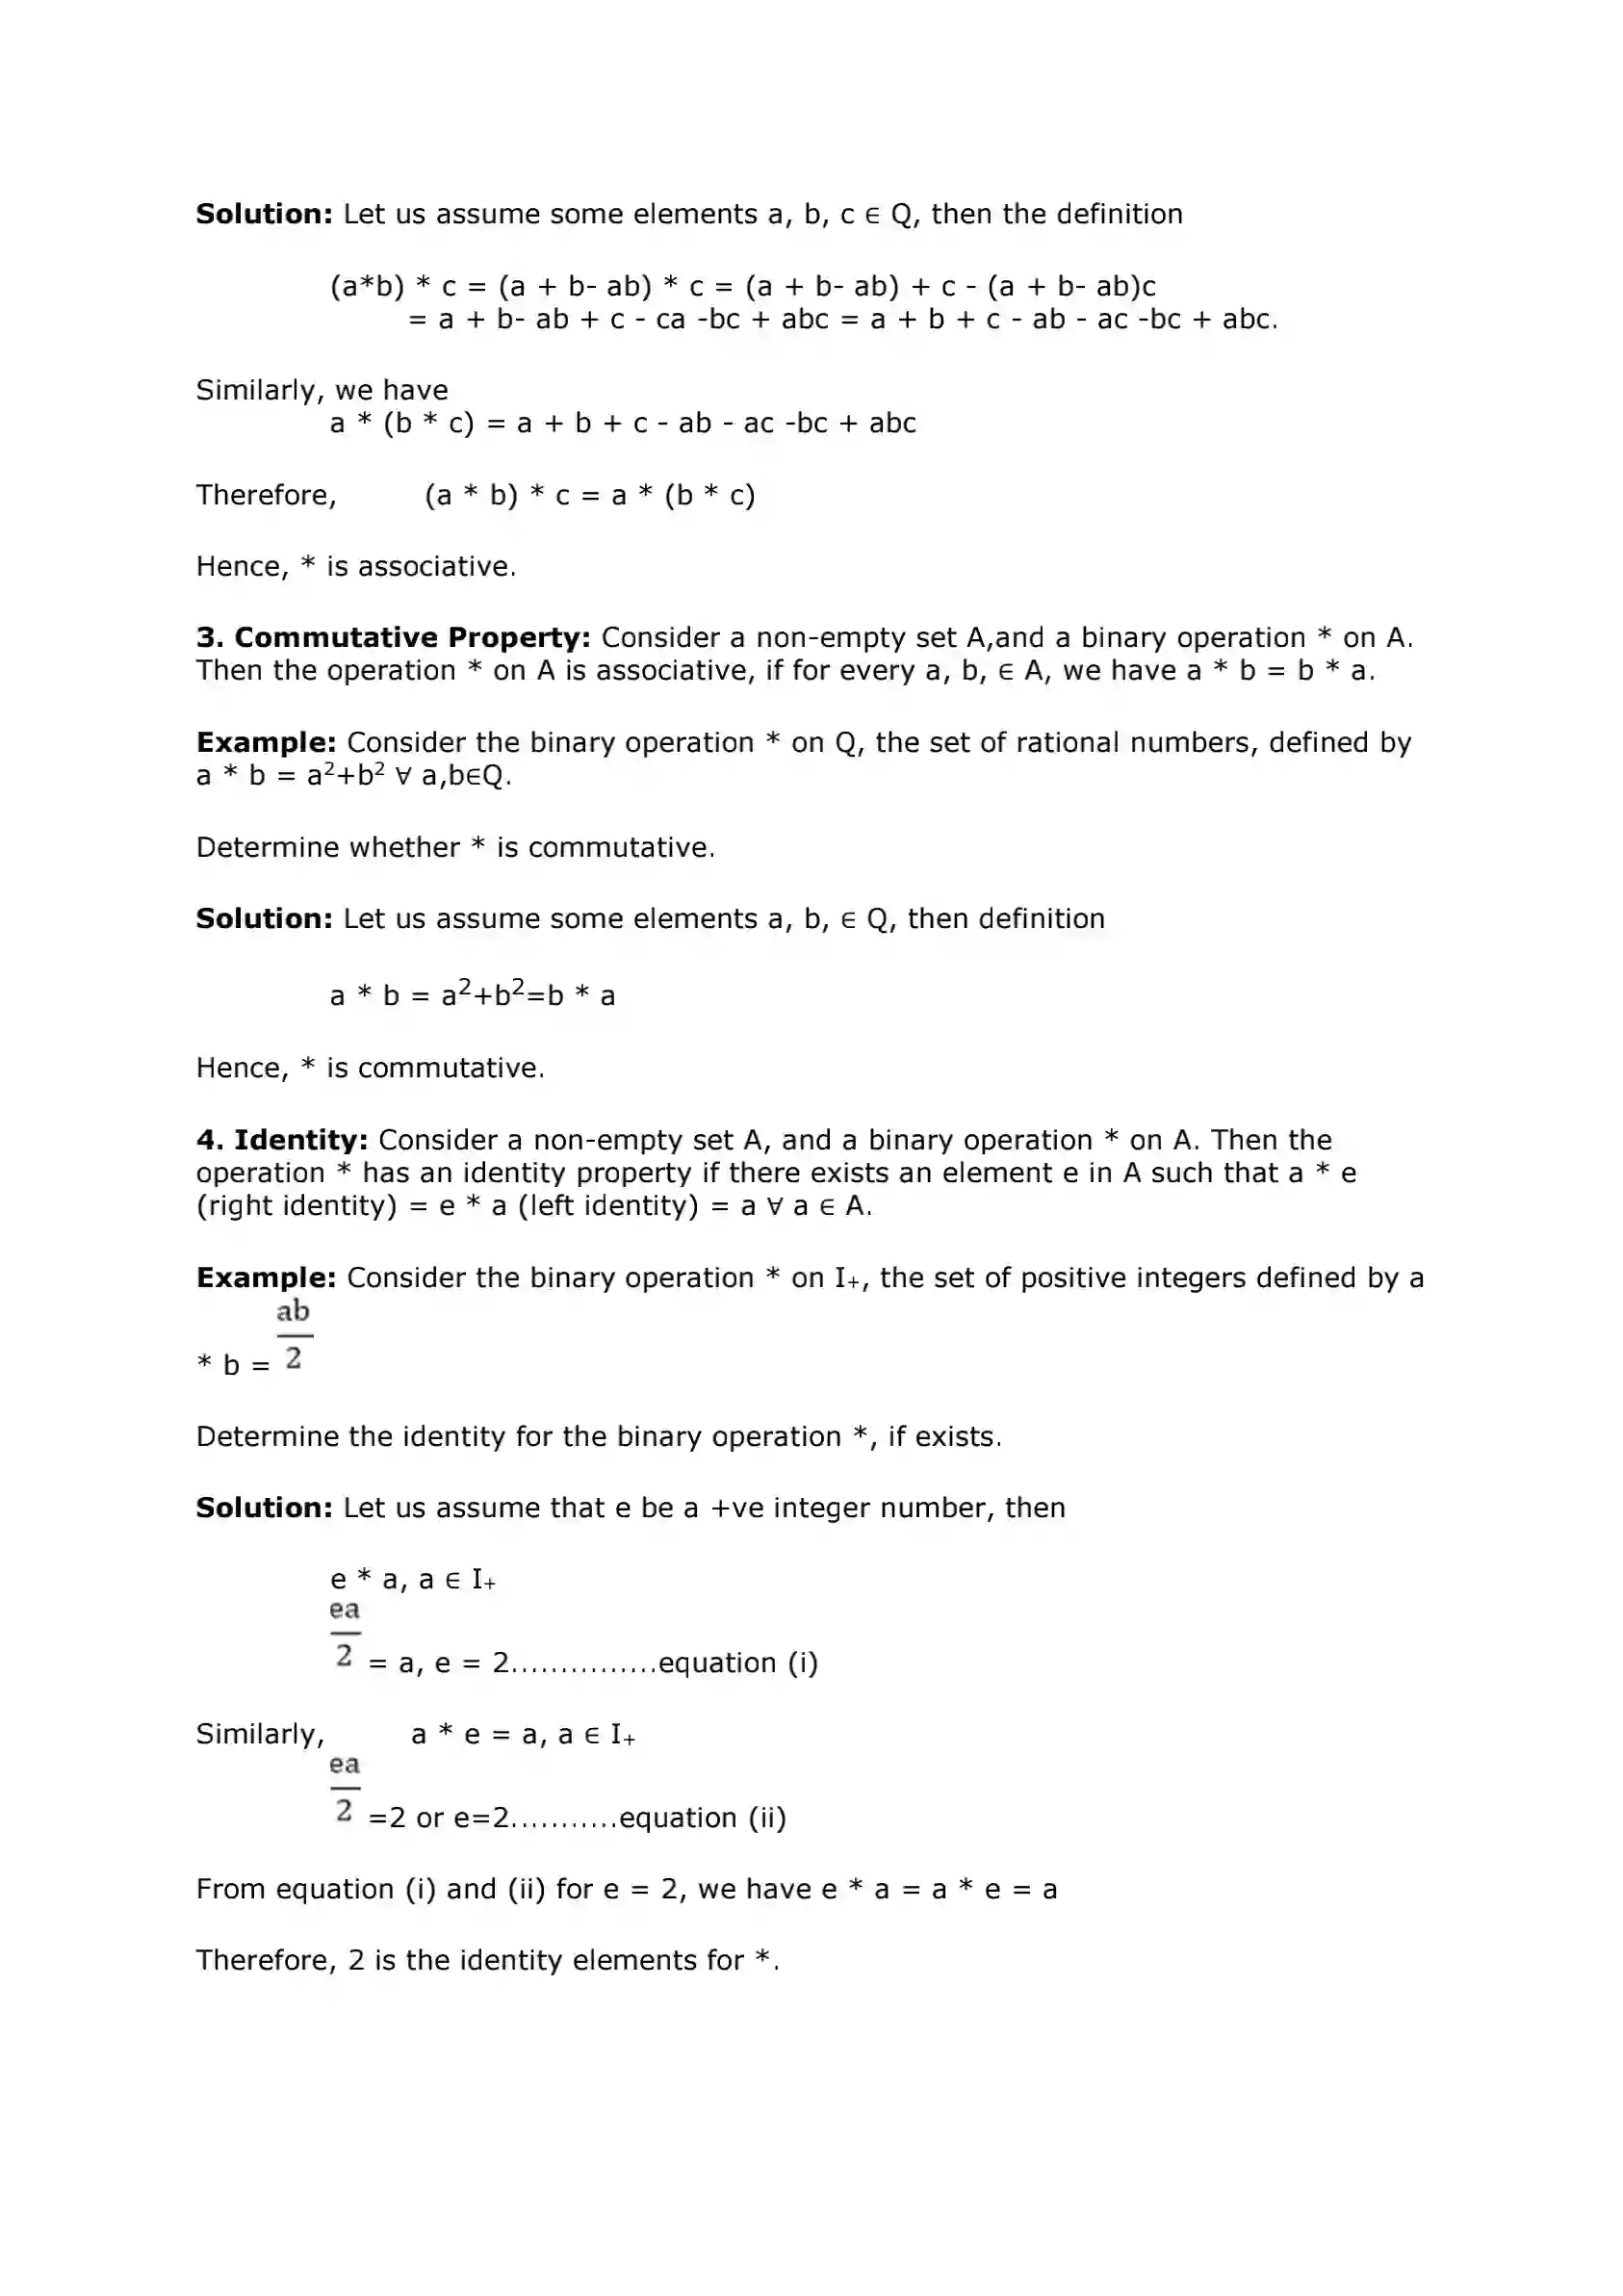 Solution: Let us assume some elements a, b, c ∈ Q, then the definition
(a*b) * c = (a + b- ab) * c = (a + b- ab) + c - (a + b- ab)c
= a + b- ab + c - ca -bc + abc = a + b + c - ab - ac -bc + abc.
Similarly, we have
a * (b * c) = a + b + c - ab - ac -bc + abc
Therefore, (a * b) * c = a * (b * c)
Hence, * is associative.
3. Commutative Property: Consider a non-empty set A,and a binary operation * on A.
Then the operation * on A is associative, if for every a, b, ∈ A, we have a * b = b * a.
Example: Consider the binary operation * on Q, the set of rational numbers, defined by
a * b = a²+b² ∀ a,b∈Q.
Determine whether * is commutative.
Solution: Let us assume some elements a, b, ∈ Q, then definition
a * b = a²+b²=b * a
Hence, * is commutative.
4. Identity: Consider a non-empty set A, and a binary operation * on A. Then the
operation * has an identity property if there exists an element e in A such that a * e
(right identity) = e * a (left identity) = a ∀ a ∈ A.
Example: Consider the binary operation * on I₊, the set of positive integers defined by a
* b = ab/2
Determine the identity for the binary operation *, if exists.
Solution: Let us assume that e be a +ve integer number, then
e * a, a ∈ I₊
ea/2 = a, e = 2...............equation (i)
Similarly, a * e = a, a ∈ I₊
ea/2 =2 or e=2...........equation (ii)
From equation (i) and (ii) for e = 2, we have e * a = a * e = a
Therefore, 2 is the identity elements for *.